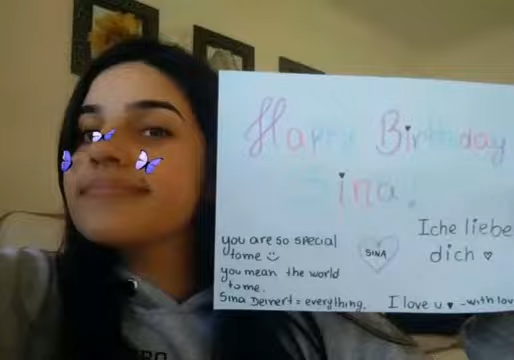 Happy Birthday
Sina!
Iche liebe
dich ♥
you are so special
to me ☺
SINA
you mean the world
to me.
Sina Deinert = everything.
I love u ♥ -with lov